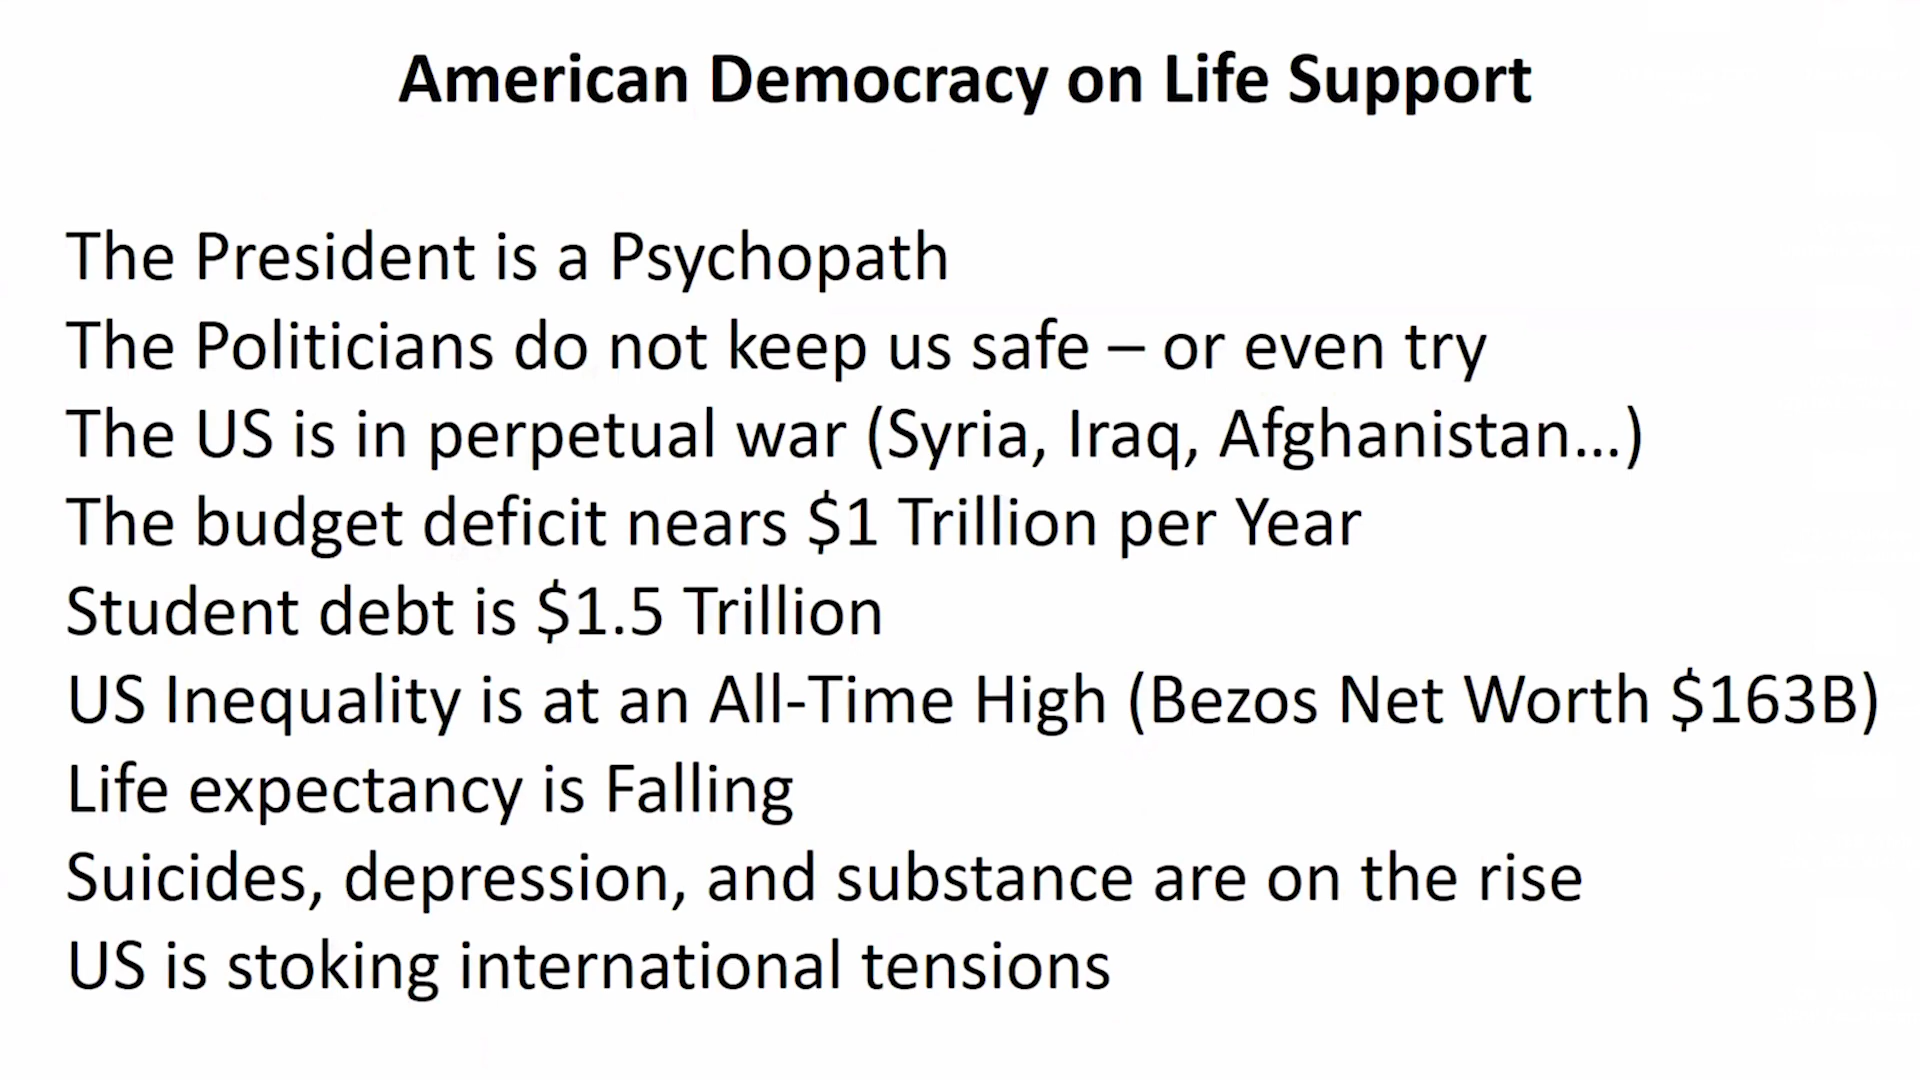 American Democracy on Life Support
The President is a Psychopath
The Politicians do not keep us safe – or even try
The US is in perpetual war (Syria, Iraq, Afghanistan...)
The budget deficit nears $1 Trillion per Year
Student debt is $1.5 Trillion
US Inequality is at an All-Time High (Bezos Net Worth $163B)
Life expectancy is Falling
Suicides, depression, and substance are on the rise
US is stoking international tensions